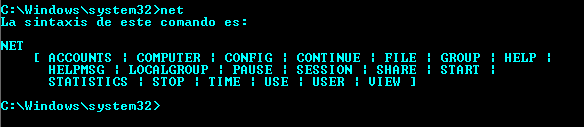 C:\Windows\system32>net
La sintaxis de este comando es:
NET
[ ACCOUNTS | COMPUTER | CONFIG | CONTINUE | FILE | GROUP | HELP |
HELPMSG | LOCALGROUP | PAUSE | SESSION | SHARE | START |
STATISTICS | STOP | TIME | USE | USER | VIEW ]
C:\Windows\system32>